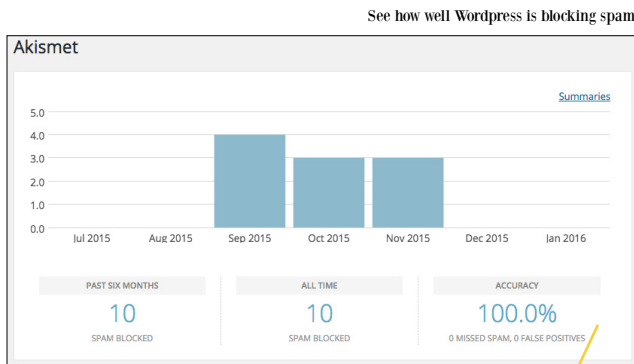 See how well Wordpress is blocking spam
Akismet
Summaries
5.0
4.0
3.0
2.0
1.0
0.0
Jul 2015 Aug 2015 Sep 2015 Oct 2015 Nov 2015 Dec 2015 Jan 2016
PAST SIX MONTHS ALL TIME ACCURACY
10 10 100.0%
SPAM BLOCKED SPAM BLOCKED 0 MISSED SPAM, 0 FALSE POSITIVES